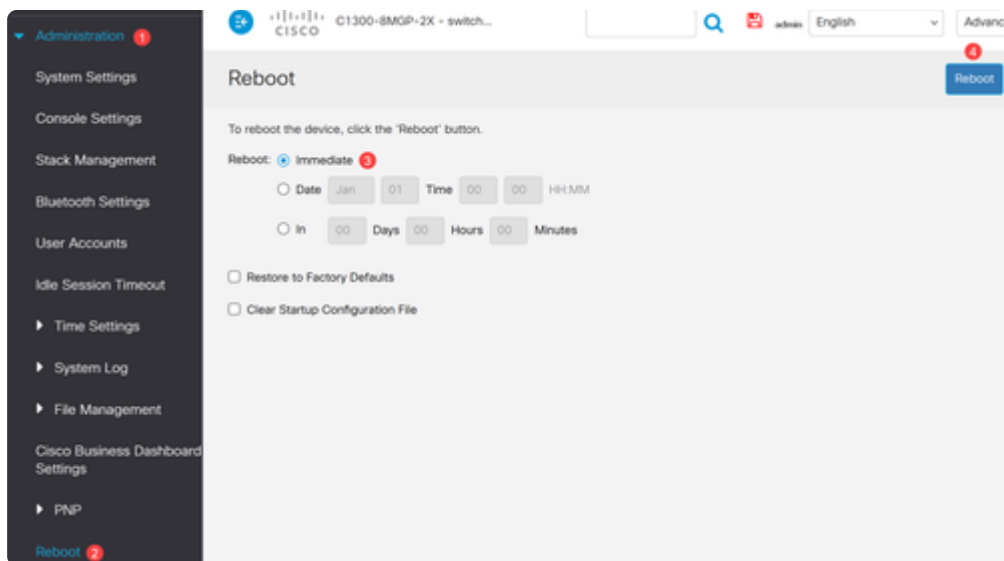 Administration 1
System Settings
Console Settings
Stack Management
Bluetooth Settings
User Accounts
Idle Session Timeout
Time Settings
System Log
File Management
Cisco Business Dashboard
Settings
PNP
Reboot 2
CISCO C1300-8MGP-2X - switch... admin English Advanc
4
Reboot Reboot
To reboot the device, click the 'Reboot' button.
Reboot: Immediate 3
Date Jan 01 Time 00 00 HH:MM
In 00 Days 00 Hours 00 Minutes
Restore to Factory Defaults
Clear Startup Configuration File